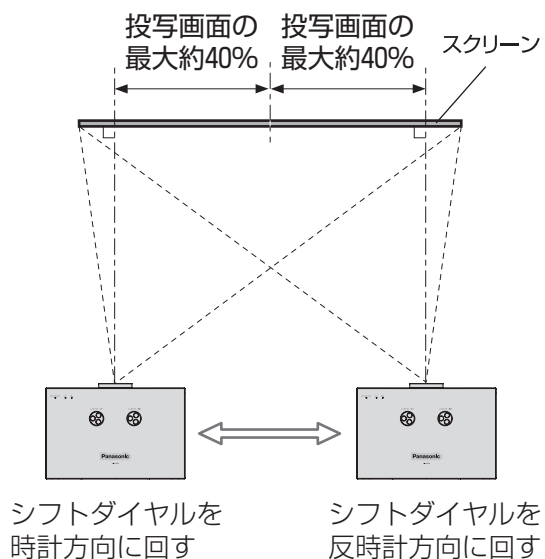 投写画面の
最大約40%
投写画面の
最大約40%
スクリーン
Panasonic
Panasonic
シフトダイヤルを
時計方向に回す
シフトダイヤルを
反時計方向に回す